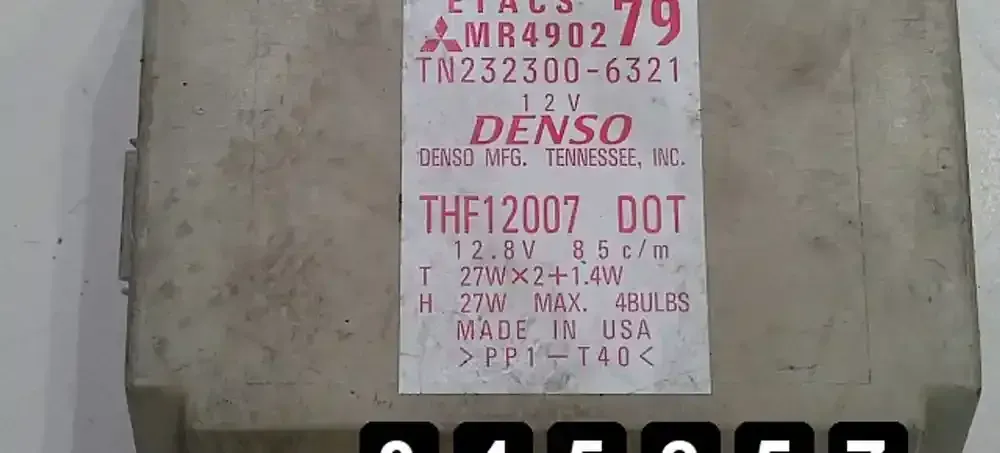 ETACS 79
MR4902
TN232300-6321
12V
DENSO
DENSO MFG. TENNESSEE, INC.
THF12007 DOT
12.8V 85c/m
T 27W×2+1.4W
H 27W MAX. 4BULBS
MADE IN USA
>PP1-T40<